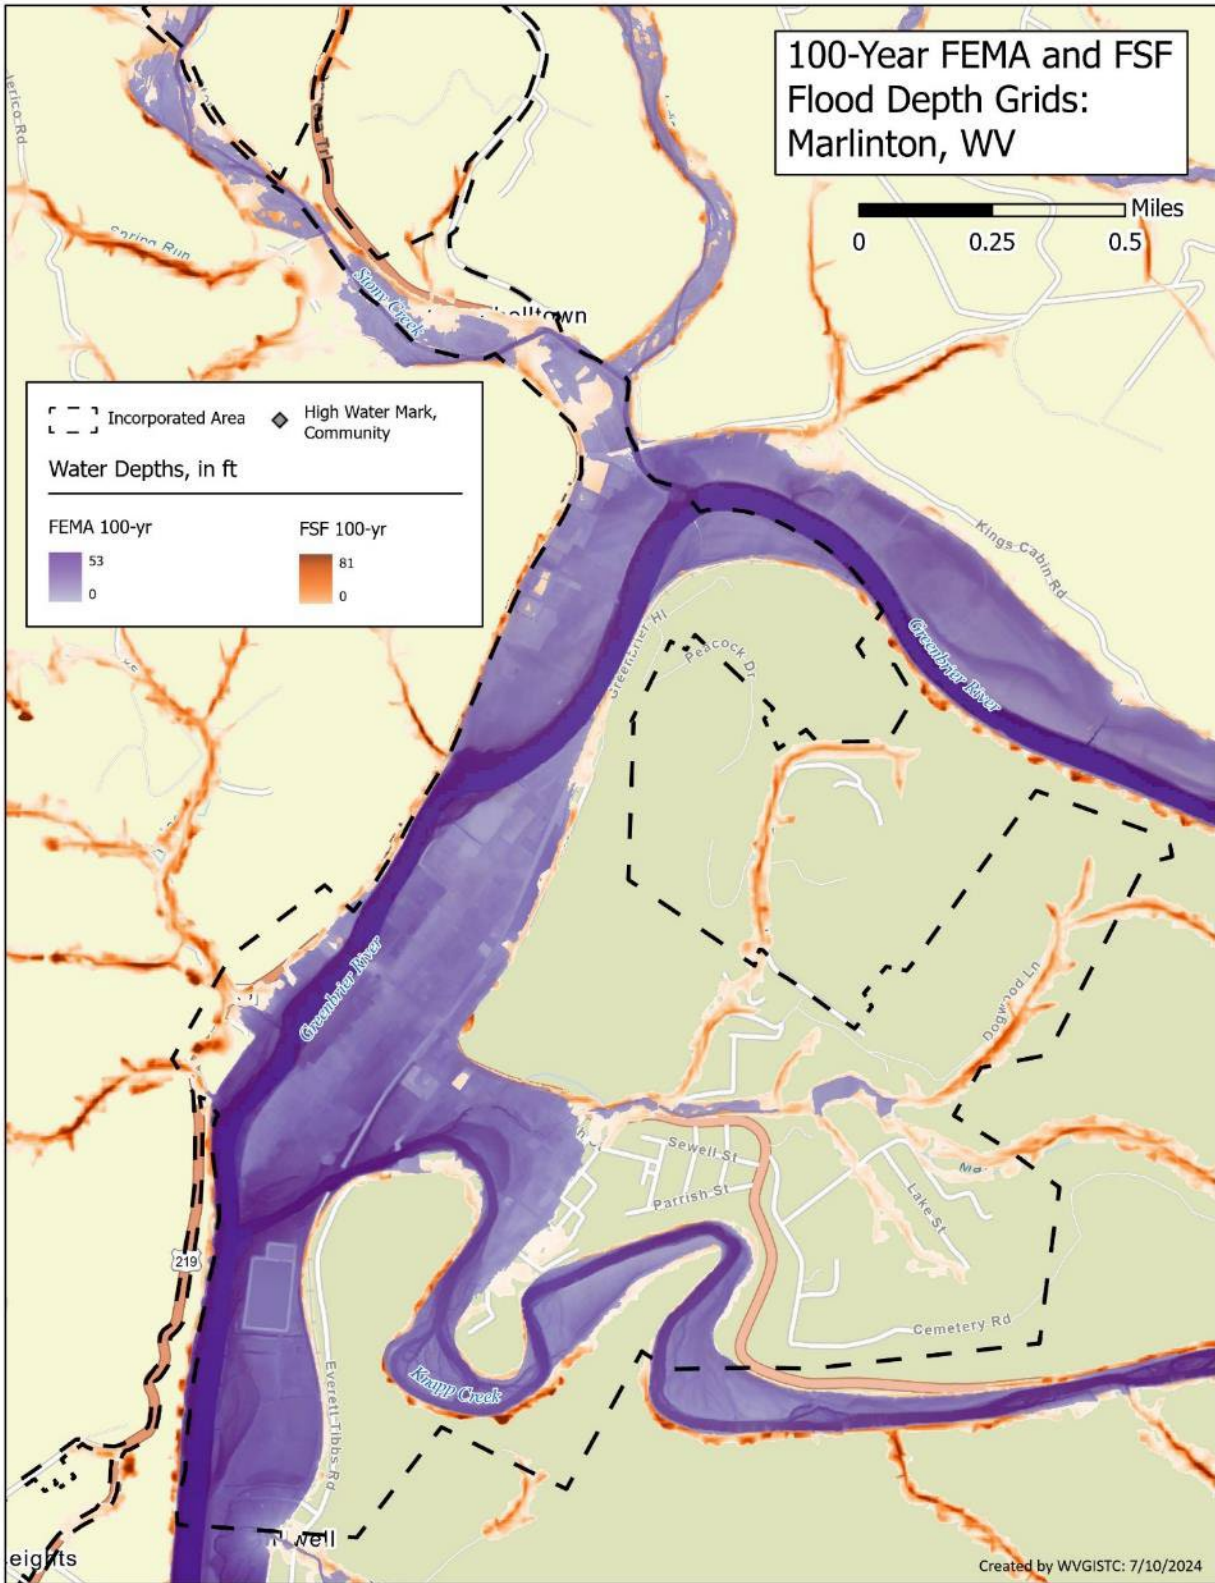 100-Year FEMA and FSF
Flood Depth Grids:
Marlinton, WV
Miles
0 0.25 0.5
Spring Run
Stony Creek
Incorporated Area
High Water Mark,
Community
Water Depths, in ft
FEMA 100-yr
FSF 100-yr
53
0
81
0
Kings Cabin Rd
Greenbrier River
Peacock Dr
Greenbrier River
Dogwood Ln
Sewell St
Parrish St
Lake St
219
Cemetery Rd
Knapp Creek
Everett Tibbs Rd
Created by WVGISTC: 7/10/2024